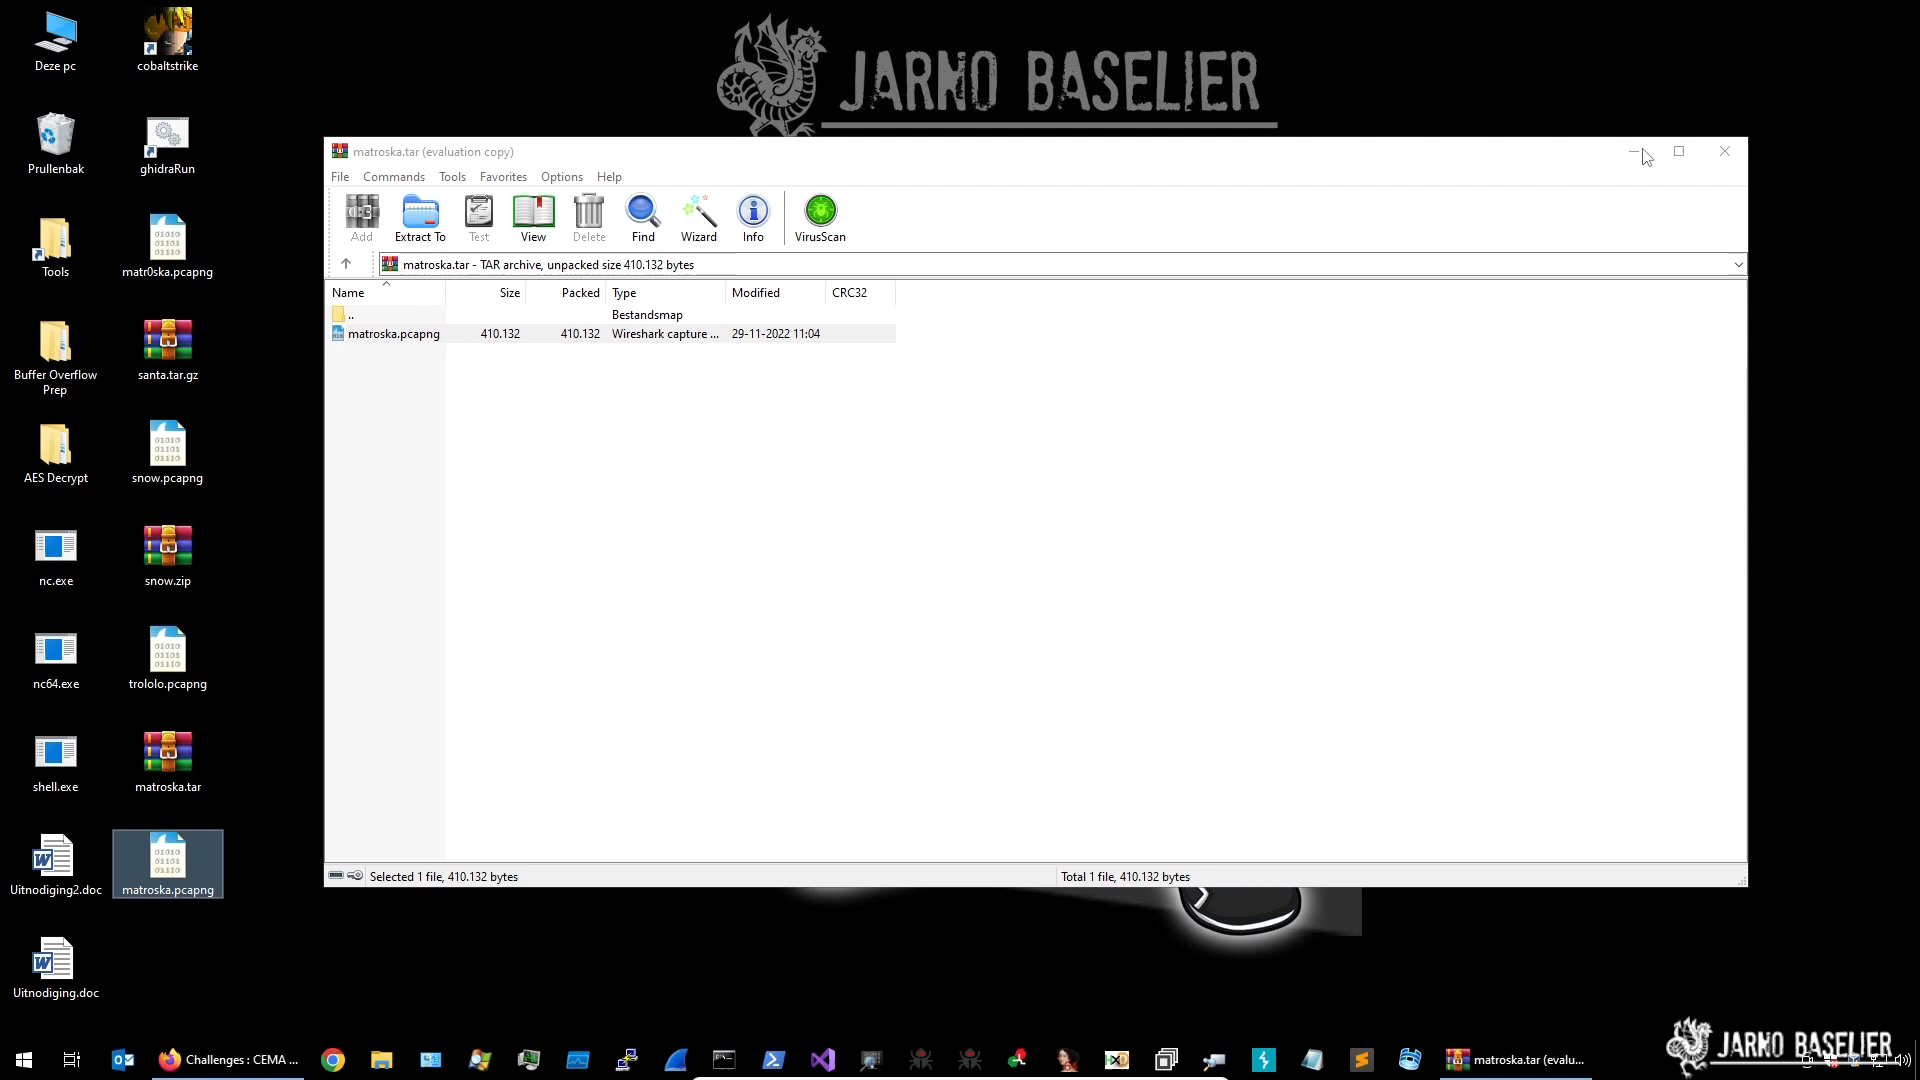 JARNO BASELIER
Deze pc
cobaltstrike
Prullenbak
ghidraRun
Tools
matr0ska.pcapng
Buffer Overflow
Prep
santa.tar.gz
AES Decrypt
snow.pcapng
nc.exe
snow.zip
nc64.exe
trololo.pcapng
shell.exe
matroska.tar
Uitnodiging2.doc
matroska.pcapng
Uitnodiging.doc
matroska.tar (evaluation copy)
File Commands Tools Favorites Options Help
Add Extract To Test View Delete Find Wizard Info VirusScan
matroska.tar - TAR archive, unpacked size 410.132 bytes
Name Size Packed Type Modified CRC32
.. Bestandsmap
matroska.pcapng 410.132 410.132 Wireshark capture ... 29-11-2022 11:04
Selected 1 file, 410.132 bytes
Total 1 file, 410.132 bytes
Challenges : CEMA ...
matroska.tar (evalu...
JARNO BASELIER